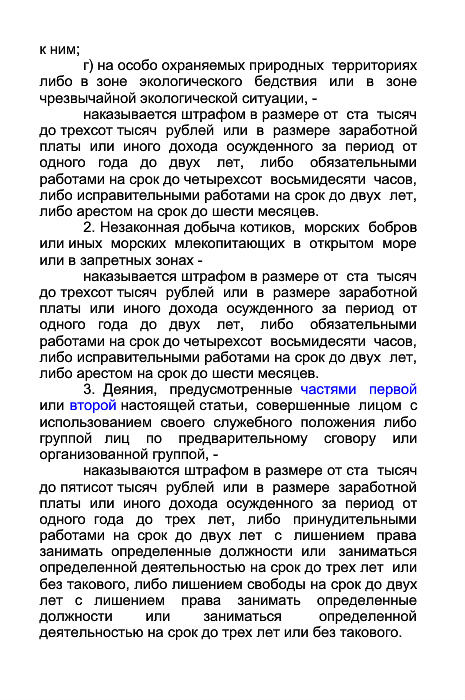 к ним;
г) на особо охраняемых природных территориях
либо в зоне экологического бедствия или в зоне
чрезвычайной экологической ситуации, -
наказывается штрафом в размере от ста тысяч
до трехсот тысяч рублей или в размере заработной
платы или иного дохода осужденного за период от
одного года до двух лет, либо обязательными
работами на срок до четырехсот восьмидесяти часов,
либо исправительными работами на срок до двух лет,
либо арестом на срок до шести месяцев.
2. Незаконная добыча котиков, морских бобров
или иных морских млекопитающих в открытом море
или в запретных зонах -
наказывается штрафом в размере от ста тысяч
до трехсот тысяч рублей или в размере заработной
платы или иного дохода осужденного за период от
одного года до двух лет, либо обязательными
работами на срок до четырехсот восьмидесяти часов,
либо исправительными работами на срок до двух лет,
либо арестом на срок до шести месяцев.
3. Деяния, предусмотренные частями первой
или второй настоящей статьи, совершенные лицом с
использованием своего служебного положения либо
группой лиц по предварительному сговору или
организованной группой, -
наказываются штрафом в размере от ста тысяч
до пятисот тысяч рублей или в размере заработной
платы или иного дохода осужденного за период от
одного года до трех лет, либо принудительными
работами на срок до двух лет с лишением права
занимать определенные должности или заниматься
определенной деятельностью на срок до трех лет или
без такового, либо лишением свободы на срок до двух
лет с лишением права занимать определенные
должности или заниматься определенной
деятельностью на срок до трех лет или без такового.